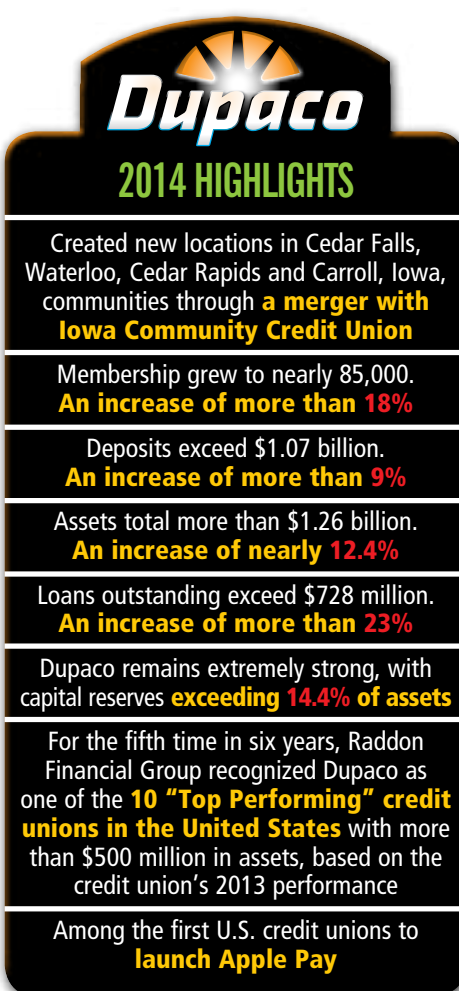 Dupaco
2014 HIGHLIGHTS
Created new locations in Cedar Falls,
Waterloo, Cedar Rapids and Carroll, Iowa,
communities through a merger with
Iowa Community Credit Union
Membership grew to nearly 85,000.
An increase of more than 18%
Deposits exceed $1.07 billion.
An increase of more than 9%
Assets total more than $1.26 billion.
An increase of nearly 12.4%
Loans outstanding exceed $728 million.
An increase of more than 23%
Dupaco remains extremely strong, with
capital reserves exceeding 14.4% of assets
For the fifth time in six years, Raddon
Financial Group recognized Dupaco as
one of the 10 “Top Performing” credit
unions in the United States with more
than $500 million in assets, based on the
credit union’s 2013 performance
Among the first U.S. credit unions to
launch Apple Pay